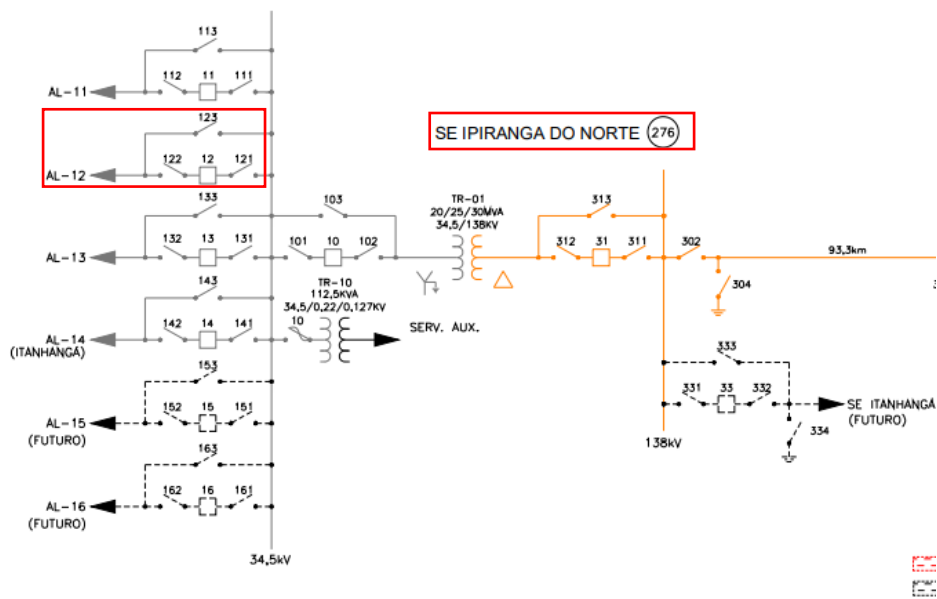 113
112
11
111
AL-11
123
122
12
121
AL-12
SE IPIRANGA DO NORTE 276
133
132
13
131
AL-13
103
101
10
102
TR-01
20/25/30MVA
34,5/138KV
313
312
31
311
302
93,3km
304
TR-10
112,5KVA
34,5/0,22/0,127KV
10
SERV. AUX.
143
142
14
141
AL-14
(ITANHANGÁ)
153
152
15
151
AL-15
(FUTURO)
163
162
16
161
AL-16
(FUTURO)
34,5kV
333
331
33
332
SE ITANHANGÁ
(FUTURO)
334
138kV